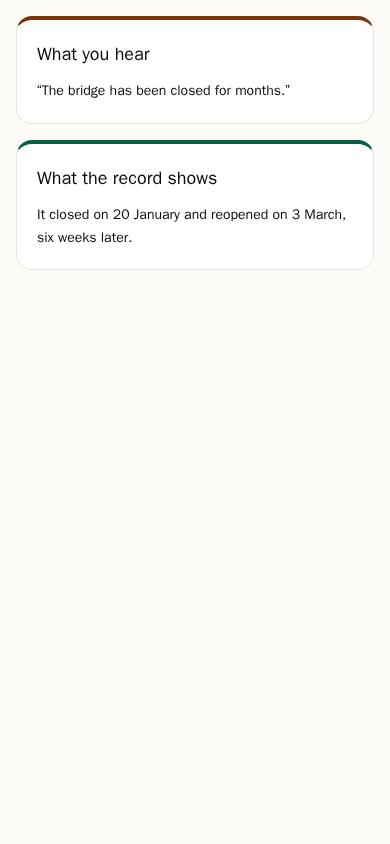 What you hear
“The bridge has been closed for months.”
What the record shows
It closed on 20 January and reopened on 3 March,
six weeks later.